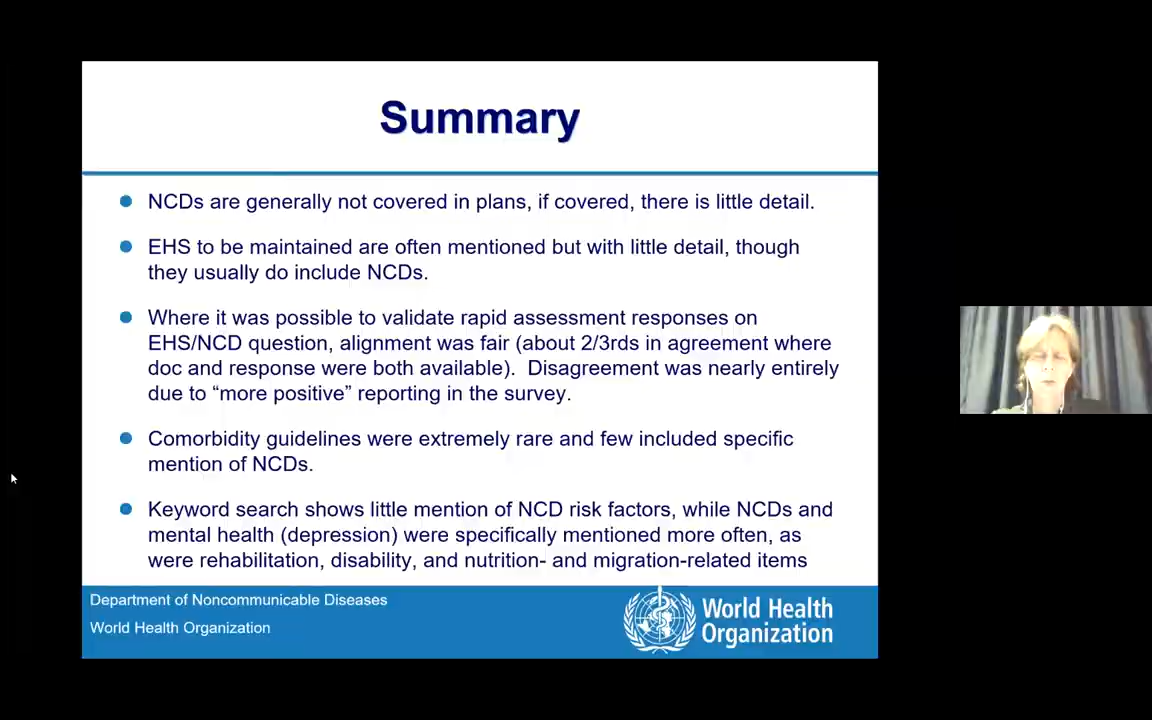 Summary
NCDs are generally not covered in plans, if covered, there is little detail.
EHS to be maintained are often mentioned but with little detail, though
they usually do include NCDs.
Where it was possible to validate rapid assessment responses on
EHS/NCD question, alignment was fair (about 2/3rds in agreement where
doc and response were both available).  Disagreement was nearly entirely
due to “more positive” reporting in the survey.
Comorbidity guidelines were extremely rare and few included specific
mention of NCDs.
Keyword search shows little mention of NCD risk factors, while NCDs and
mental health (depression) were specifically mentioned more often, as
were rehabilitation, disability, and nutrition- and migration-related items
Department of Noncommunicable Diseases
World Health Organization
World Health
Organization